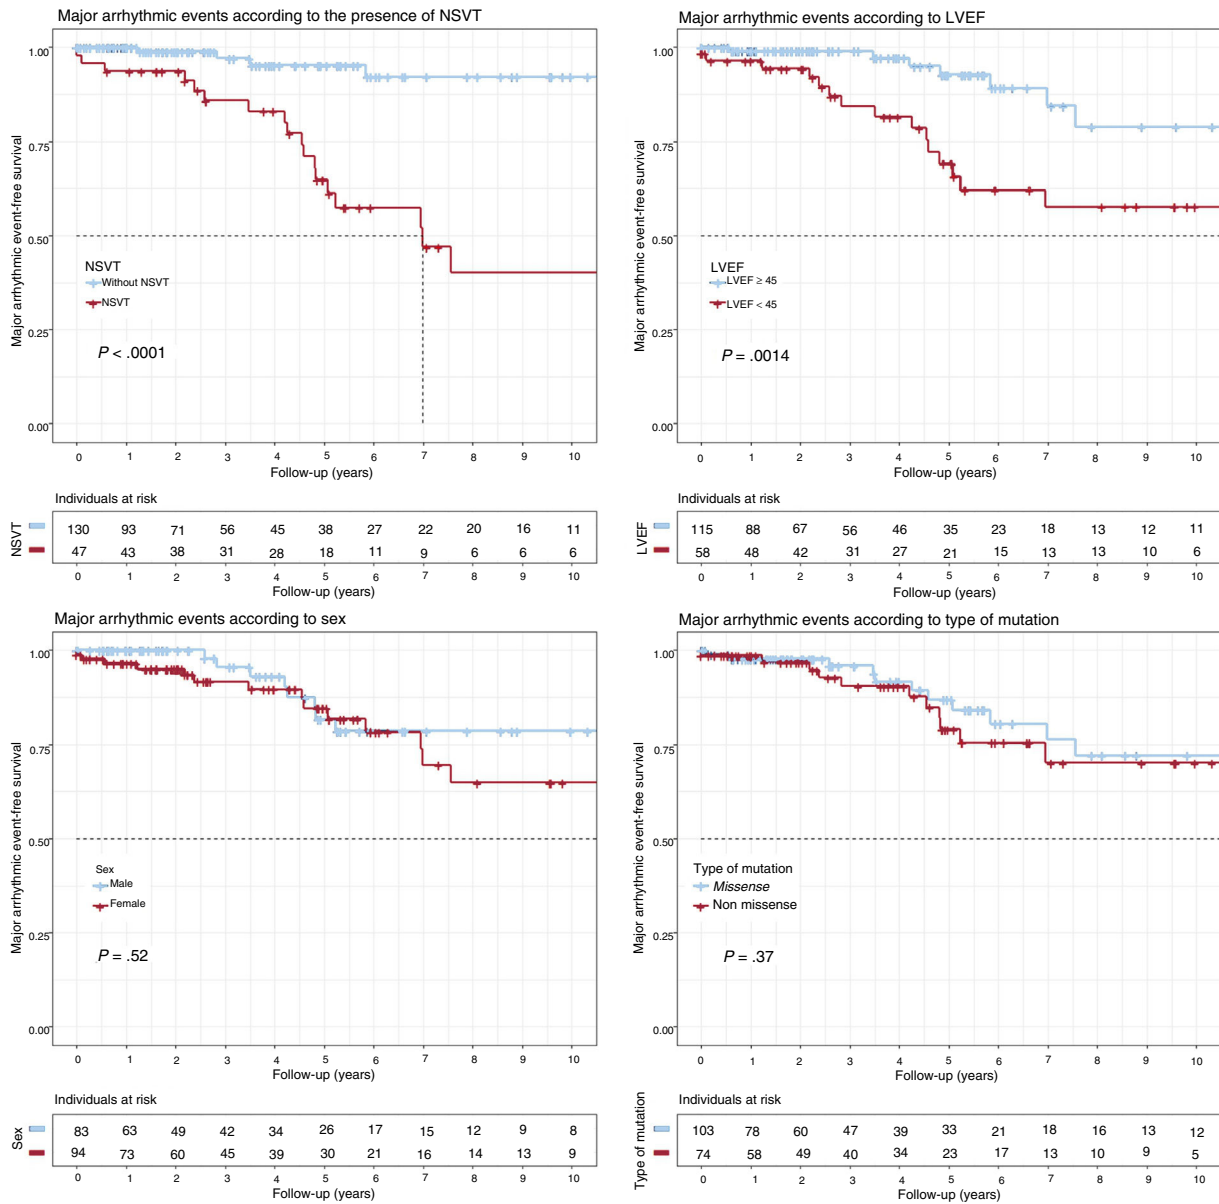 Major arrhythmic events according to the presence of NSVT
Major arrhythmic event-free survival
1.00
0.75
0.50
0.25
0.00
NSVT
Without NSVT
NSVT
P < .0001
0 1 2 3 4 5 6 7 8 9 10
Follow-up (years)
Individuals at risk
NSVT
130 93 71 56 45 38 27 22 20 16 11
47 43 38 31 28 18 11 9 6 6 6
0 1 2 3 4 5 6 7 8 9 10
Follow-up (years)
Major arrhythmic events according to LVEF
Major arrhythmic event-free survival
1.00
0.75
0.50
0.25
0.00
LVEF
LVEF ≥ 45
LVEF < 45
P = .0014
0 1 2 3 4 5 6 7 8 9 10
Follow-up (years)
Individuals at risk
LVEF
115 88 67 56 46 35 23 18 13 12 11
58 48 42 31 27 21 15 13 13 10 6
0 1 2 3 4 5 6 7 8 9 10
Follow-up (years)
Major arrhythmic events according to sex
Major arrhythmic event-free survival
1.00
0.75
0.50
0.25
0.00
Sex
Male
Female
P = .52
0 1 2 3 4 5 6 7 8 9 10
Follow-up (years)
Individuals at risk
Sex
83 63 49 42 34 26 17 15 12 9 8
94 73 60 45 39 30 21 16 14 13 9
0 1 2 3 4 5 6 7 8 9 10
Follow-up (years)
Major arrhythmic events according to type of mutation
Major arrhythmic event-free survival
1.00
0.75
0.50
0.25
0.00
Type of mutation
Missense
Non missense
P = .37
0 1 2 3 4 5 6 7 8 9 10
Follow-up (years)
Individuals at risk
Type of mutation
103 78 60 47 39 33 21 18 16 13 12
74 58 49 40 34 23 17 13 10 9 5
0 1 2 3 4 5 6 7 8 9 10
Follow-up (years)